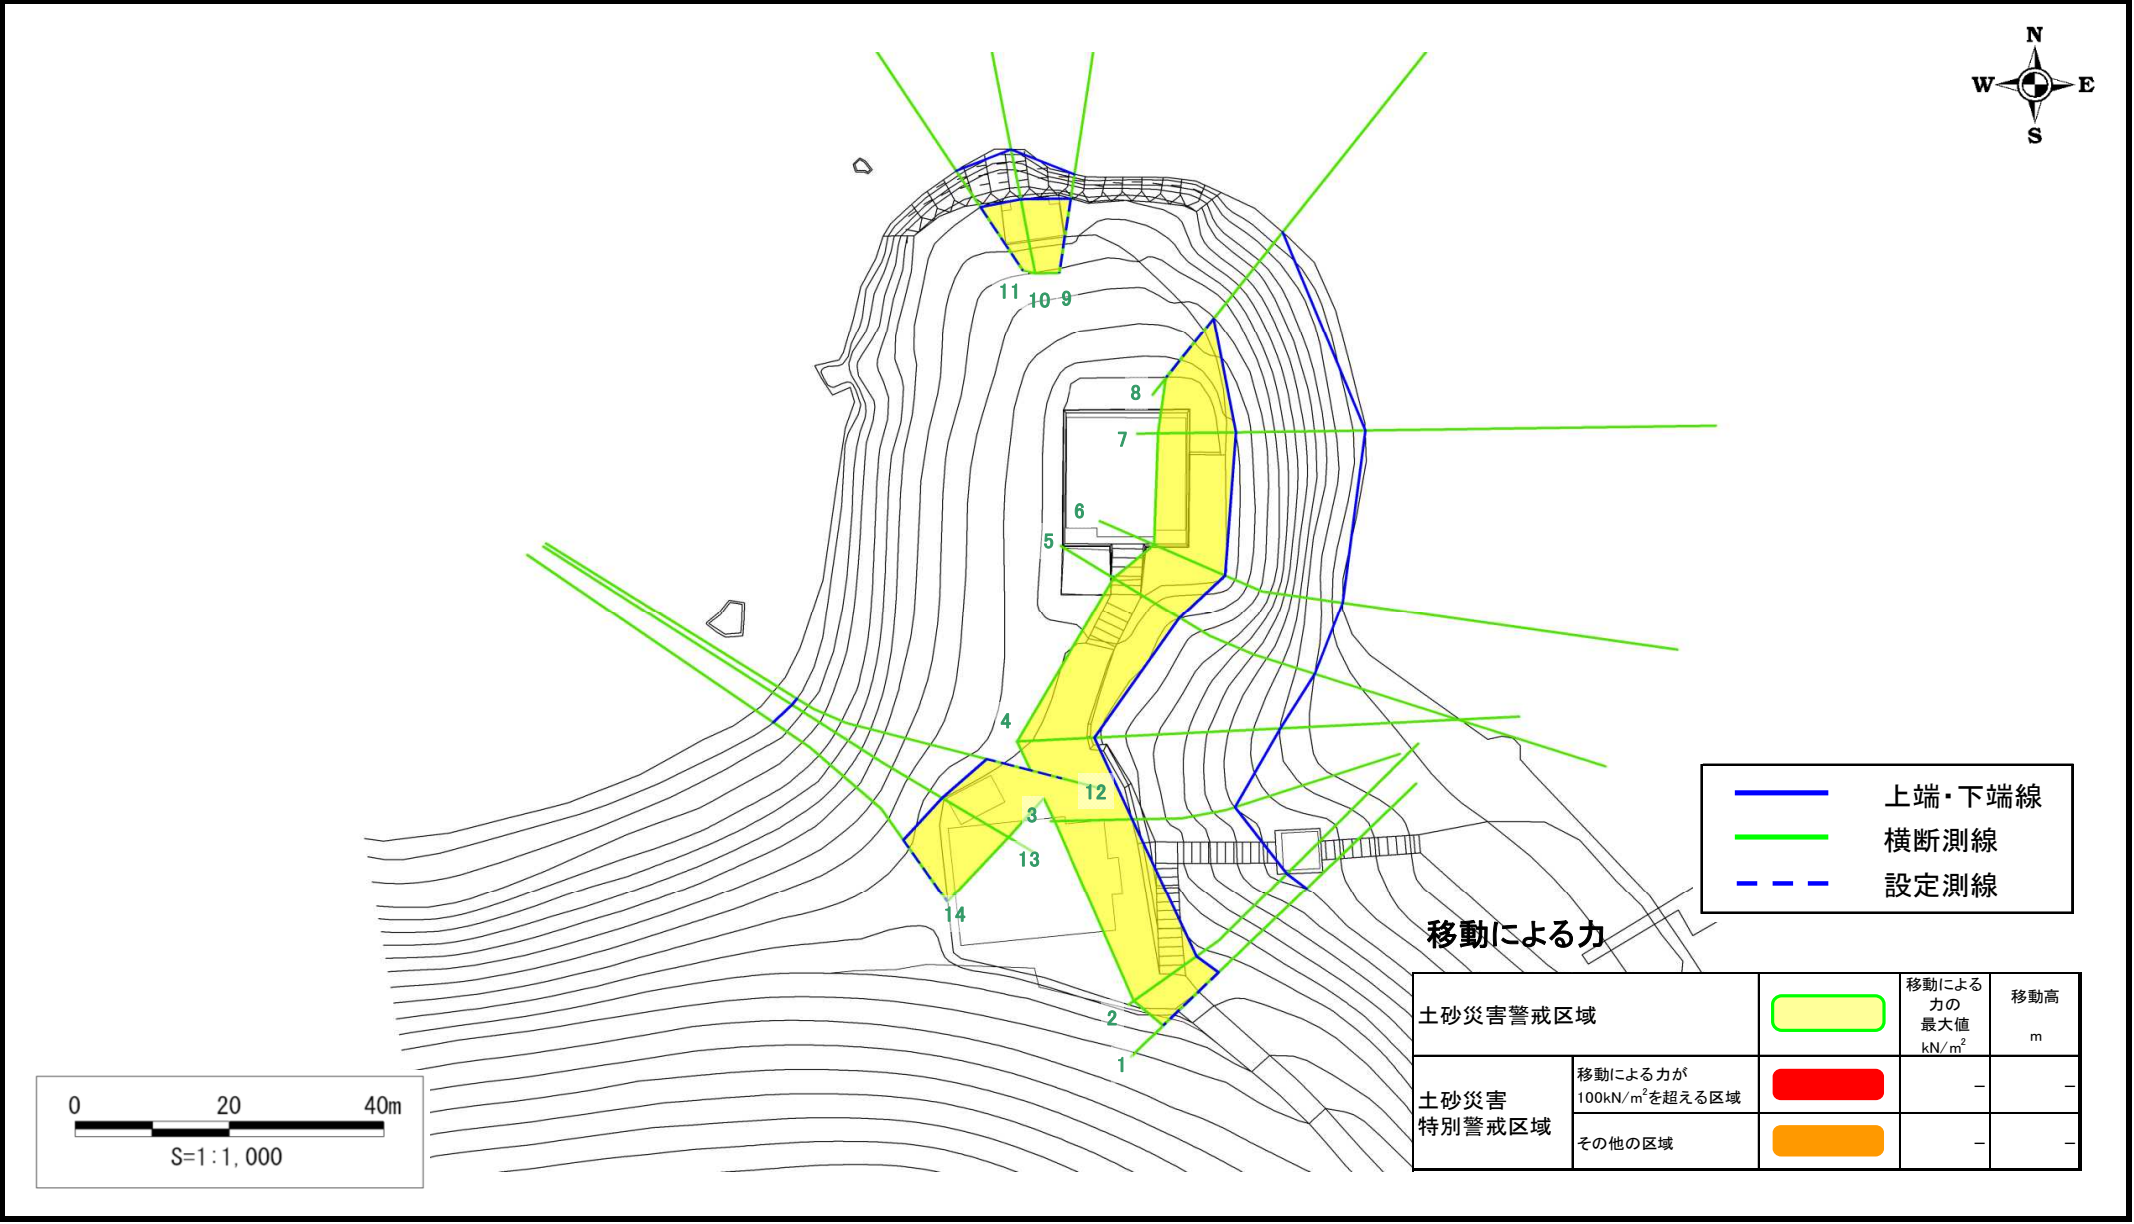 N
W E
S
11 10 9
8
7
6
5
4
12
3
13
14
2
1
上端・下端線
横断測線
設定測線
移動による力
土砂災害警戒区域
移動による
力の
最大値
kN/m²
移動高
m
土砂災害
特別警戒区域
移動による力が
100kN/m²を超える区域
− −
その他の区域
− −
0 20 40m
S=1:1,000